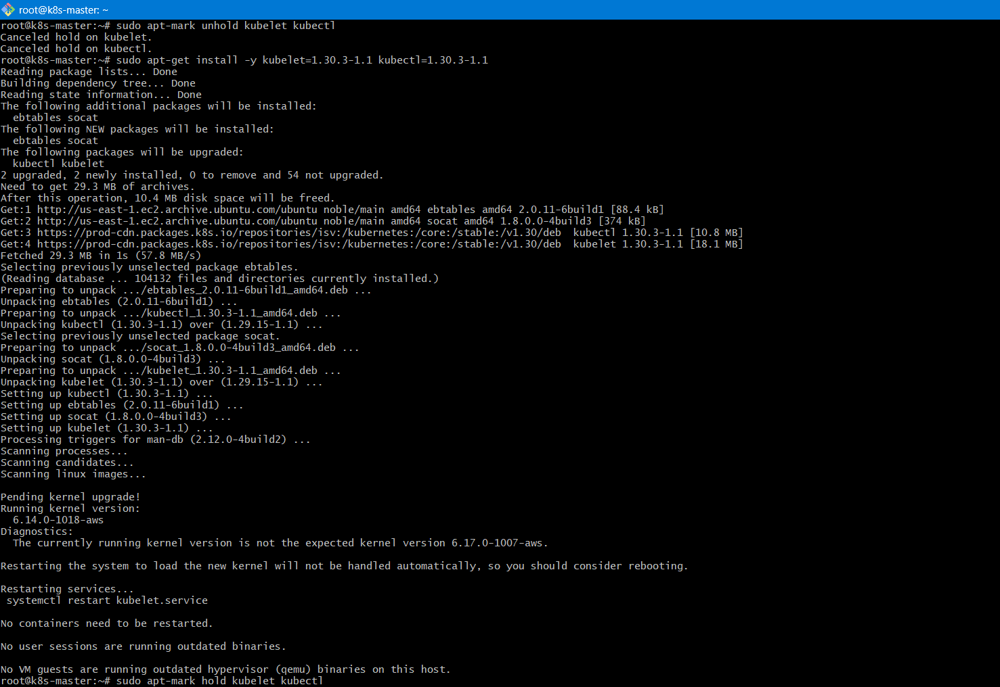 root@k8s-master: ~
root@k8s-master:~# sudo apt-mark unhold kubelet kubectl
Canceled hold on kubelet.
Canceled hold on kubectl.
root@k8s-master:~# sudo apt-get install -y kubelet=1.30.3-1.1 kubectl=1.30.3-1.1
Reading package lists... Done
Building dependency tree... Done
Reading state information... Done
The following additional packages will be installed:
  ebtables socat
The following NEW packages will be installed:
  ebtables socat
The following packages will be upgraded:
  kubectl kubelet
2 upgraded, 2 newly installed, 0 to remove and 54 not upgraded.
Need to get 29.3 MB of archives.
After this operation, 10.4 MB disk space will be freed.
Get:1 http://us-east-1.ec2.archive.ubuntu.com/ubuntu noble/main amd64 ebtables amd64 2.0.11-6build1 [88.4 kB]
Get:2 http://us-east-1.ec2.archive.ubuntu.com/ubuntu noble/main amd64 socat amd64 1.8.0.0-4build3 [374 kB]
Get:3 https://prod-cdn.packages.k8s.io/repositories/isv:/kubernetes:/core:/stable:/v1.30/deb  kubectl 1.30.3-1.1 [10.8 MB]
Get:4 https://prod-cdn.packages.k8s.io/repositories/isv:/kubernetes:/core:/stable:/v1.30/deb  kubelet 1.30.3-1.1 [18.1 MB]
Fetched 29.3 MB in 1s (57.8 MB/s)
Selecting previously unselected package ebtables.
(Reading database ... 104132 files and directories currently installed.)
Preparing to unpack .../ebtables_2.0.11-6build1_amd64.deb ...
Unpacking ebtables (2.0.11-6build1) ...
Preparing to unpack .../kubectl_1.30.3-1.1_amd64.deb ...
Unpacking kubectl (1.30.3-1.1) over (1.29.15-1.1) ...
Selecting previously unselected package socat.
Preparing to unpack .../socat_1.8.0.0-4build3_amd64.deb ...
Unpacking socat (1.8.0.0-4build3) ...
Preparing to unpack .../kubelet_1.30.3-1.1_amd64.deb ...
Unpacking kubelet (1.30.3-1.1) over (1.29.15-1.1) ...
Setting up kubectl (1.30.3-1.1) ...
Setting up ebtables (2.0.11-6build1) ...
Setting up socat (1.8.0.0-4build3) ...
Setting up kubelet (1.30.3-1.1) ...
Processing triggers for man-db (2.12.0-4build2) ...
Scanning processes...
Scanning candidates...
Scanning linux images...

Pending kernel upgrade!
Running kernel version:
  6.14.0-1018-aws
Diagnostics:
  The currently running kernel version is not the expected kernel version 6.17.0-1007-aws.

Restarting the system to load the new kernel will not be handled automatically, so you should consider rebooting.

Restarting services...
 systemctl restart kubelet.service

No containers need to be restarted.

No user sessions are running outdated binaries.

No VM guests are running outdated hypervisor (qemu) binaries on this host.
root@k8s-master:~# sudo apt-mark hold kubelet kubectl